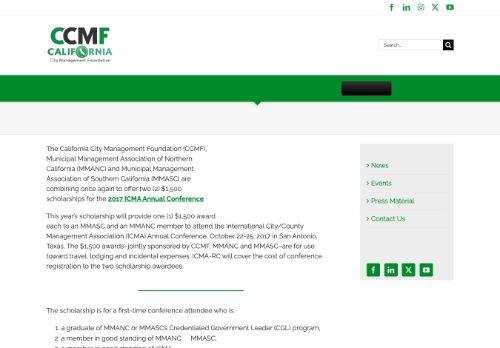 CCMF
CALIFORNIA
City Management Foundation
Search...
The California City Management Foundation (CCMF),
Municipal Management Association of Northern
California (MMANC) and Municipal Management
Association of Southern California (MMASC) are
combining once again to offer two (2) $1,500
scholarships for the 2017 ICMA Annual Conference.
This year's scholarship will provide one (1) $1,500 award
each to an MMASC and an MMANC member to attend the International City/County
Management Association (ICMA) Annual Conference, October 22-25, 2017 in San Antonio,
Texas. The $1,500 awards–jointly sponsored by CCMF, MMANC and MMASC–are for use
toward travel, lodging and incidental expenses. ICMA-RC will cover the cost of conference
registration to the two scholarship awardees.
The scholarship is for a first-time conference attendee who is:
1. a graduate of MMANC or MMASC's Credentialed Government Leader (CGL) program,
2. a member in good standing of MMANC MMASC,
3. a member in good standing of ICMA
> News
> Events
> Press Material
> Contact Us